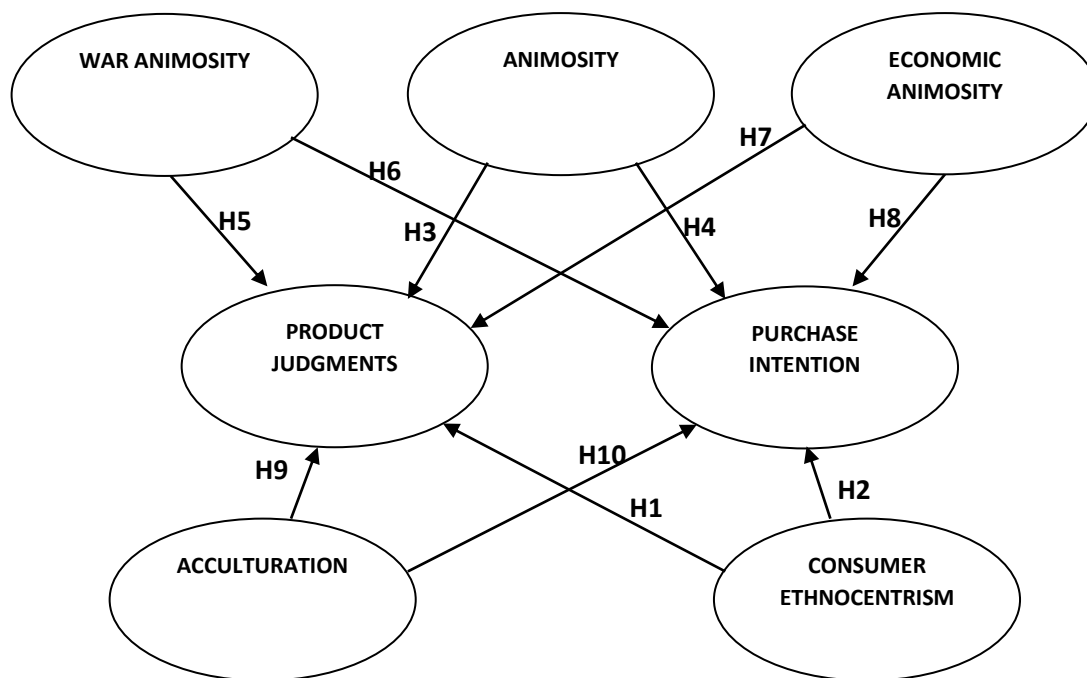 WAR ANIMOSITY
ANIMOSITY
ECONOMIC
ANIMOSITY
H7
H6
H5
H3
H4
H8
PRODUCT
JUDGMENTS
PURCHASE
INTENTION
H9
H10
H1
H2
ACCULTURATION
CONSUMER
ETHNOCENTRISM